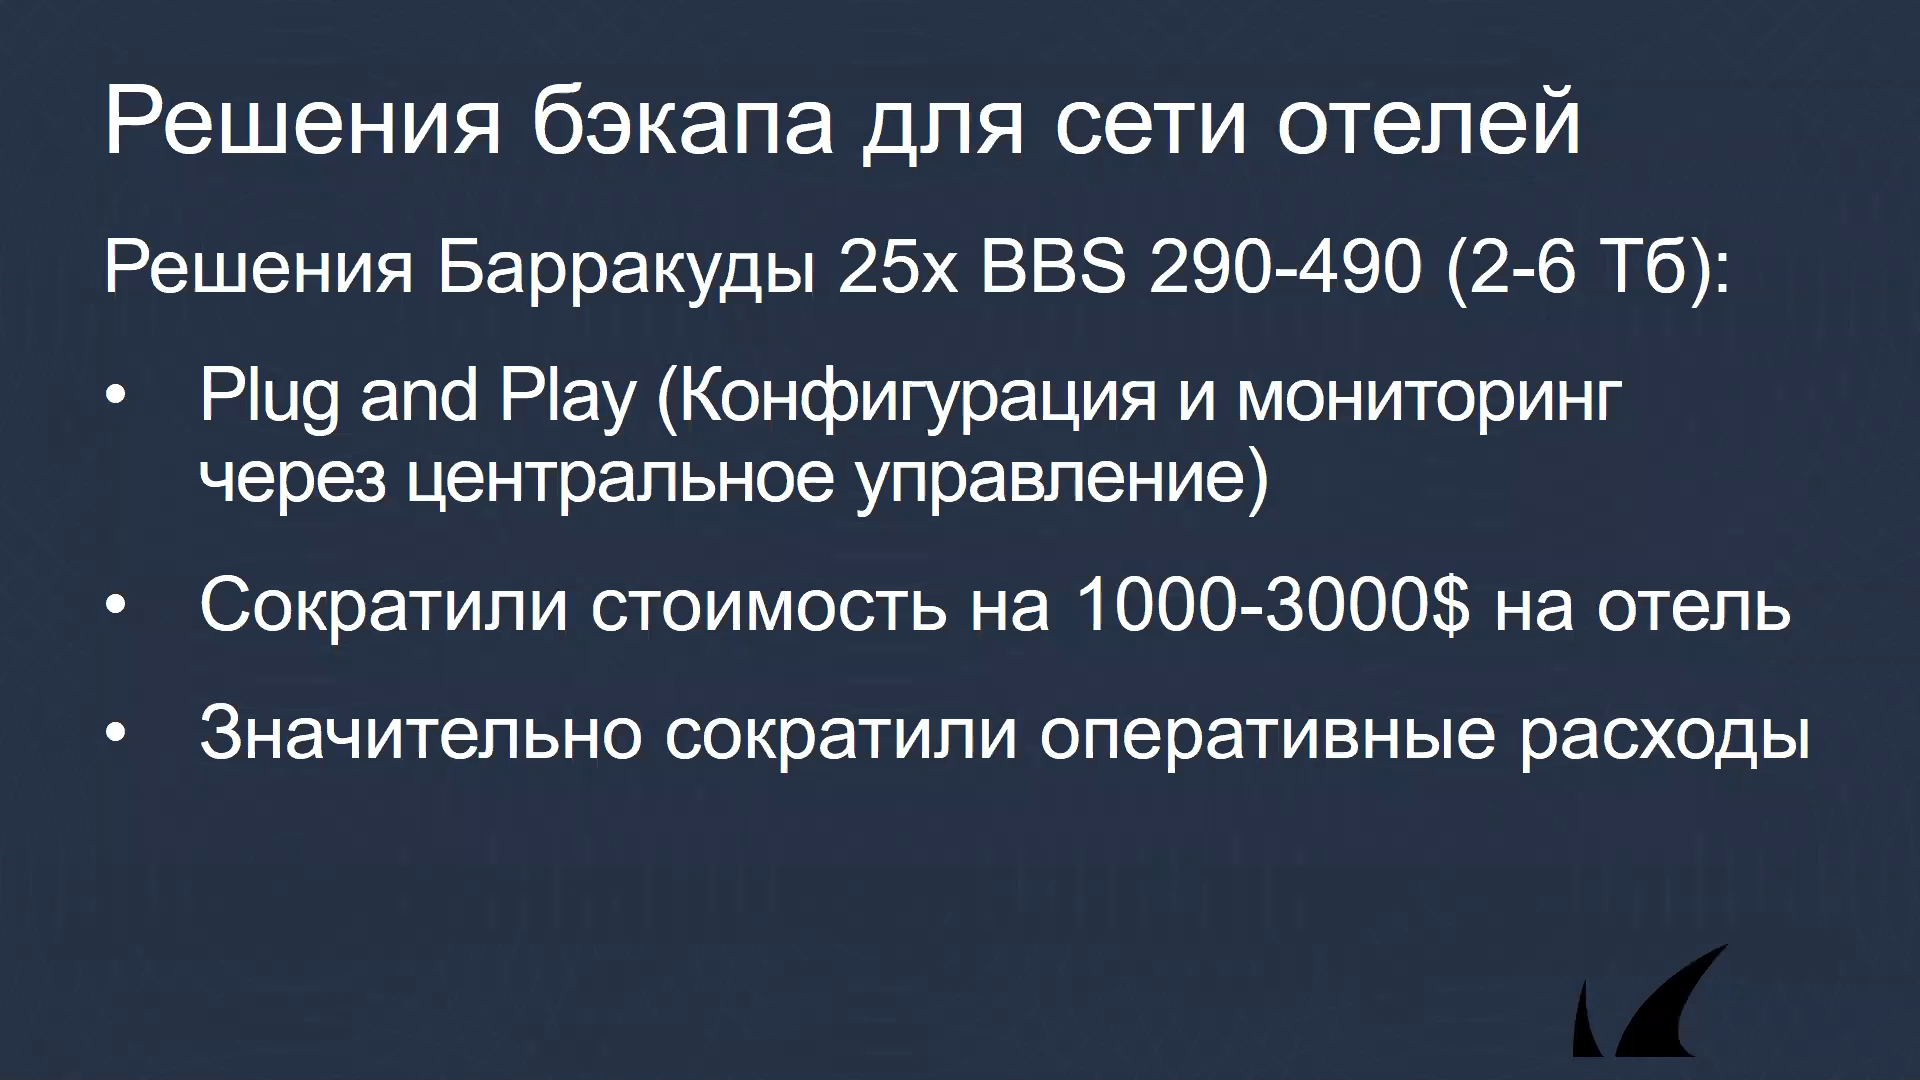 Решения бэкапа для сети отелей
Решения Барракуды 25x BBS 290-490 (2-6 Тб):
• Plug and Play (Конфигурация и мониторинг
через центральное управление)
• Сократили стоимость на 1000-3000$ на отель
• Значительно сократили оперативные расходы